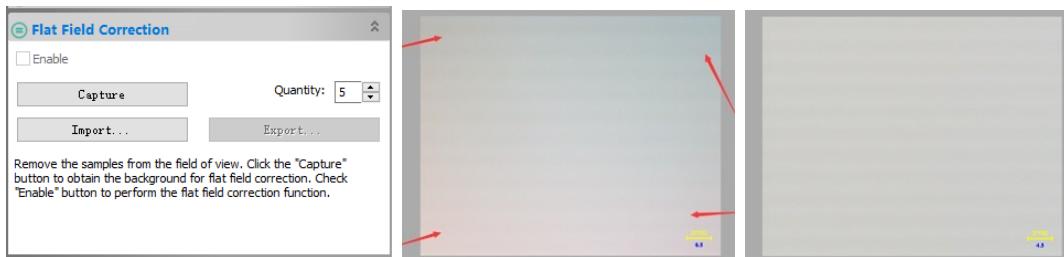 Flat Field Correction
Enable
Capture
Quantity: 5
Import...
Export...
Remove the samples from the field of view. Click the "Capture"
button to obtain the background for flat field correction. Check
"Enable" button to perform the flat field correction function.